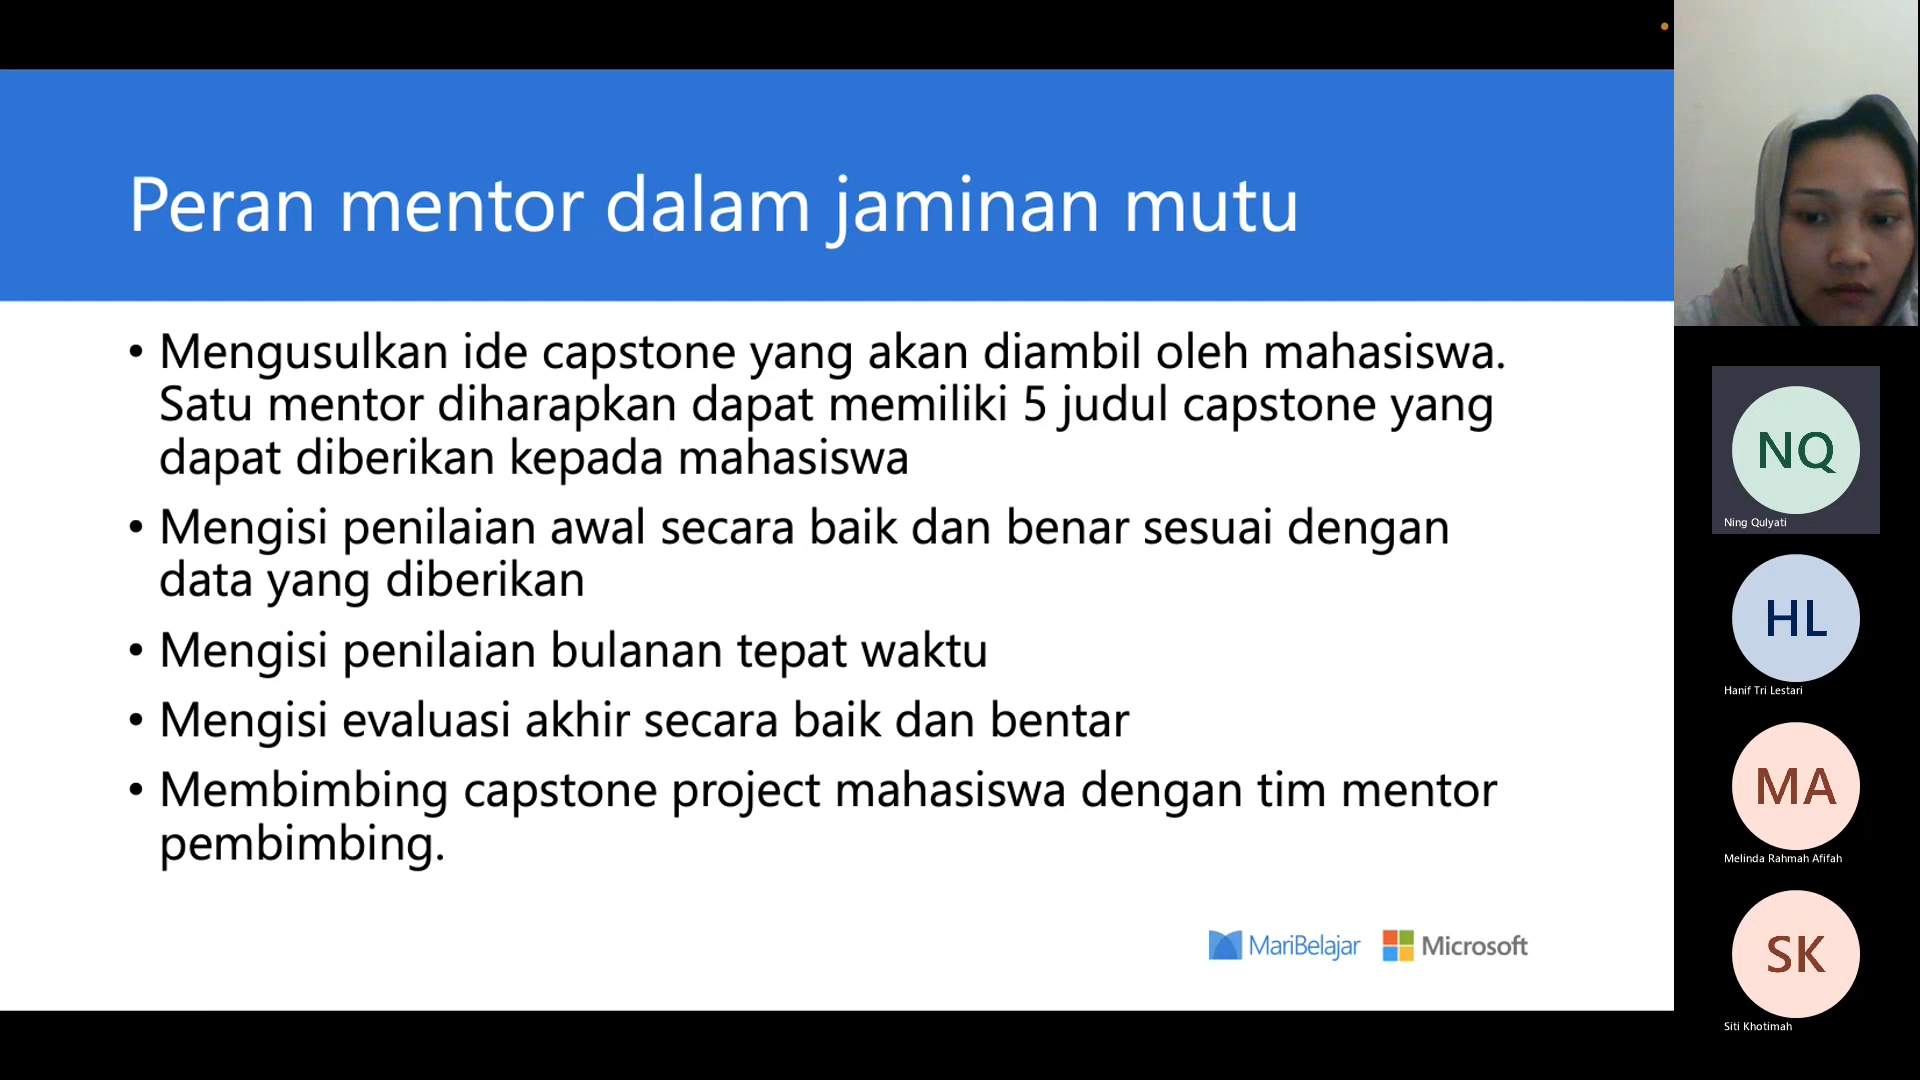 Peran mentor dalam jaminan mutu
• Mengusulkan ide capstone yang akan diambil oleh mahasiswa.
Satu mentor diharapkan dapat memiliki 5 judul capstone yang
dapat diberikan kepada mahasiswa
• Mengisi penilaian awal secara baik dan benar sesuai dengan
data yang diberikan
• Mengisi penilaian bulanan tepat waktu
• Mengisi evaluasi akhir secara baik dan bentar
• Membimbing capstone project mahasiswa dengan tim mentor
pembimbing.
MariBelajar Microsoft
NQ
Ning Qulyati
HL
Hanif Tri Lestari
MA
Melinda Rahmah Afifah
SK
Siti Khotimah